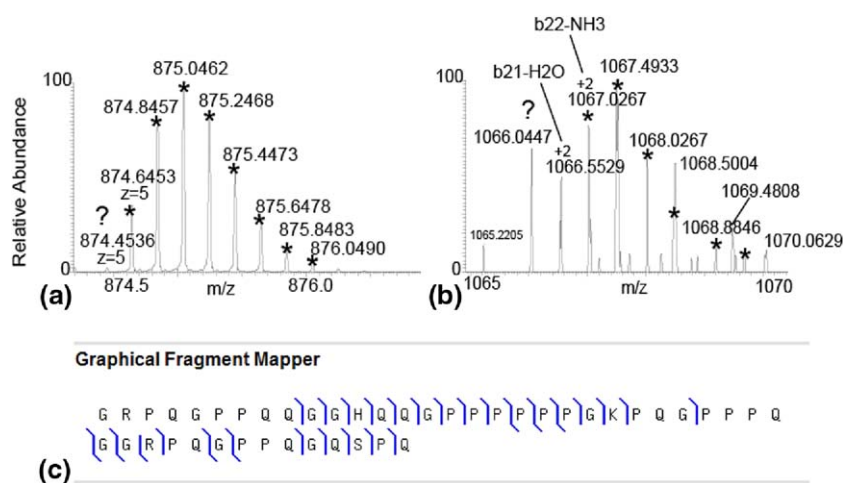 b22-NH3
100
875.0462
b21-H2O
100
+2
1067.4933
874.8457
*
875.2468
?
1067.0267
*
1066.0447
+2
1066.5529
1068.0267
1068.5004
875.4473
Relative Abundance
874.6453
z=5
?
874.4536
z=5
875.6478
875.8483
876.0490
1069.4808
1068.8846
1070.0629
1065.2205
0
0
(a)
874.5
m/z
876.0
(b)
1065
m/z
1070
Graphical Fragment Mapper
G R P Q G P P Q Q G G H Q Q G P P P P P P G K P Q G P P P Q
G G R P Q G P P Q G Q S P Q
(c)